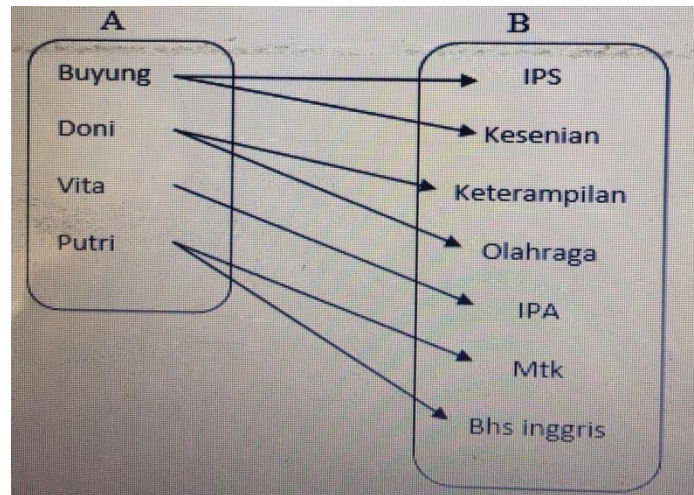 A
B
Buyung
Doni
Vita
Putri
IPS
Kesenian
Keterampilan
Olahraga
IPA
Mtk
Bhs inggris